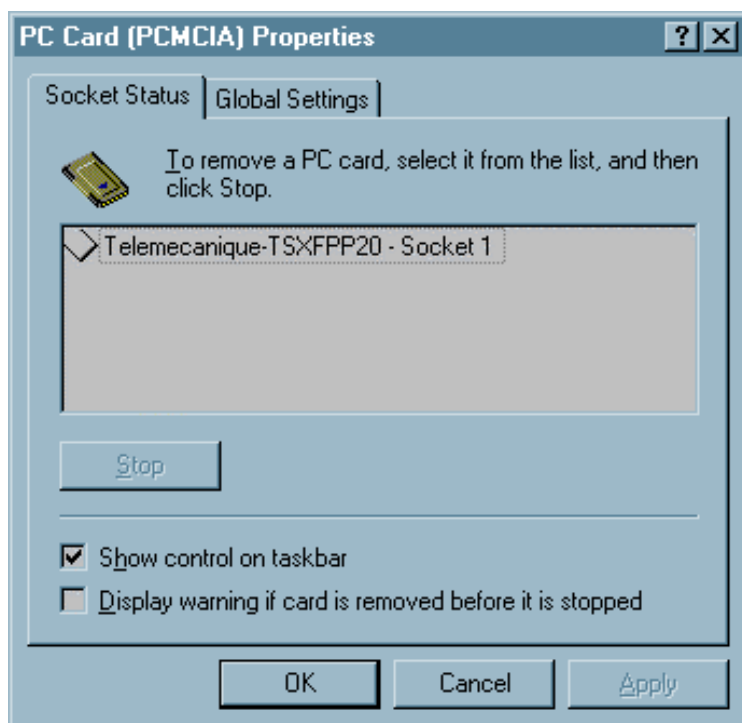 PC Card (PCMCIA) Properties
Socket Status
Global Settings
To remove a PC card, select it from the list, and then
click Stop.
Telemecanique-TSXFPP20 - Socket 1
Stop
Show control on taskbar
Display warning if card is removed before it is stopped
OK
Cancel
Apply